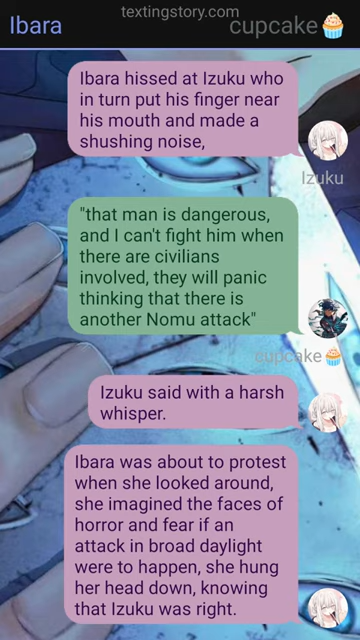 textingstory.com
Ibara
cupcake🧁
Ibara hissed at Izuku who
in turn put his finger near
his mouth and made a
shushing noise,
Izuku
"that man is dangerous,
and I can't fight him when
there are civilians
involved, they will panic
thinking that there is
another Nomu attack"
cupcake🧁
Izuku said with a harsh
whisper.
Ibara was about to protest
when she looked around,
she imagined the faces of
horror and fear if an
attack in broad daylight
were to happen, she hung
her head down, knowing
that Izuku was right.